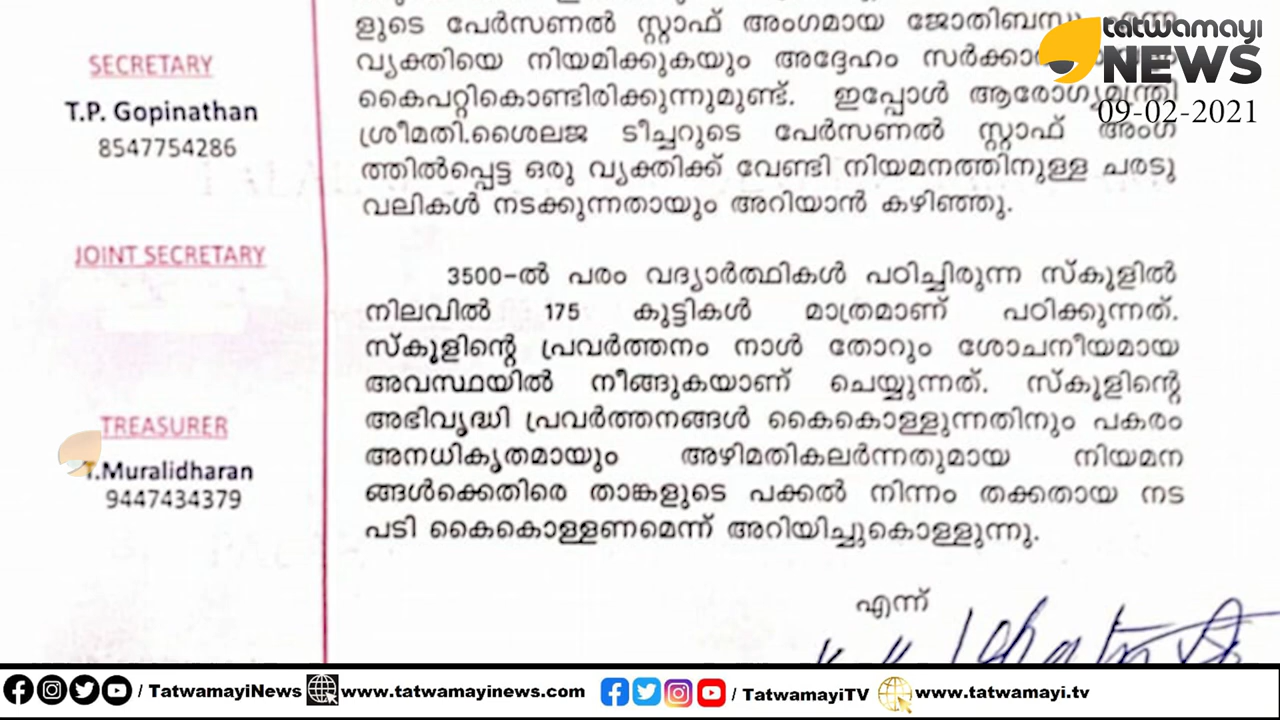 tatwamayi
NEWS
09-02-2021
SECRETARY
T.P. Gopinathan
8547754286
JOINT SECRETARY
TREASURER
T.Muralidharan
9447434379
ളുടെ പേർസണൽ സ്റ്റാഫ് അംഗമായ ജോതിബസു
വ്യക്തിയെ നിയമിക്കുകയും അദ്ദേഹം
കൈപറ്റികൊണ്ടിരിക്കുന്നുമുണ്ട്. ഇപ്പോൾ ആരോഗ്യമന്ത്രി
ശ്രീമതി.ശൈലജ ടീച്ചറുടെ പേർസണൽ സ്റ്റാഫ് അംഗ
ത്തിൽപ്പെട്ട ഒരു വ്യക്തിക്ക് വേണ്ടി നിയമനത്തിനുള്ള ചരടു
വലികൾ നടക്കുന്നതായും അറിയാൻ കഴിഞ്ഞു.
3500-ൽ പരം വദ്യാർത്ഥികൾ പഠിച്ചിരുന്ന സ്കൂളിൽ
നിലവിൽ 175 കുട്ടികൾ മാത്രമാണ് പഠിക്കുന്നത്.
സ്കൂളിന്റെ പ്രവർത്തനം നാൾ തോറും ശോചനീയമായ
അവസ്ഥയിൽ നീങ്ങുകയാണ് ചെയ്യുന്നത്. സ്കൂളിന്റെ
അഭിവൃദ്ധി പ്രവർത്തനങ്ങൾ കൈകൊള്ളുന്നതിനും പകരം
അനധികൃതമായും അഴിമതികലർന്നതുമായ നിയമന
ങ്ങൾക്കെതിരെ താങ്കളുടെ പക്കൽ നിന്നം തക്കതായ നട
പടി കൈകൊള്ളണമെന്ന് അറിയിച്ചുകൊള്ളുന്നു.
എന്ന്
/ TatwamayiNews www.tatwamayinews.com / TatwamayiTV www.tatwamayi.tv